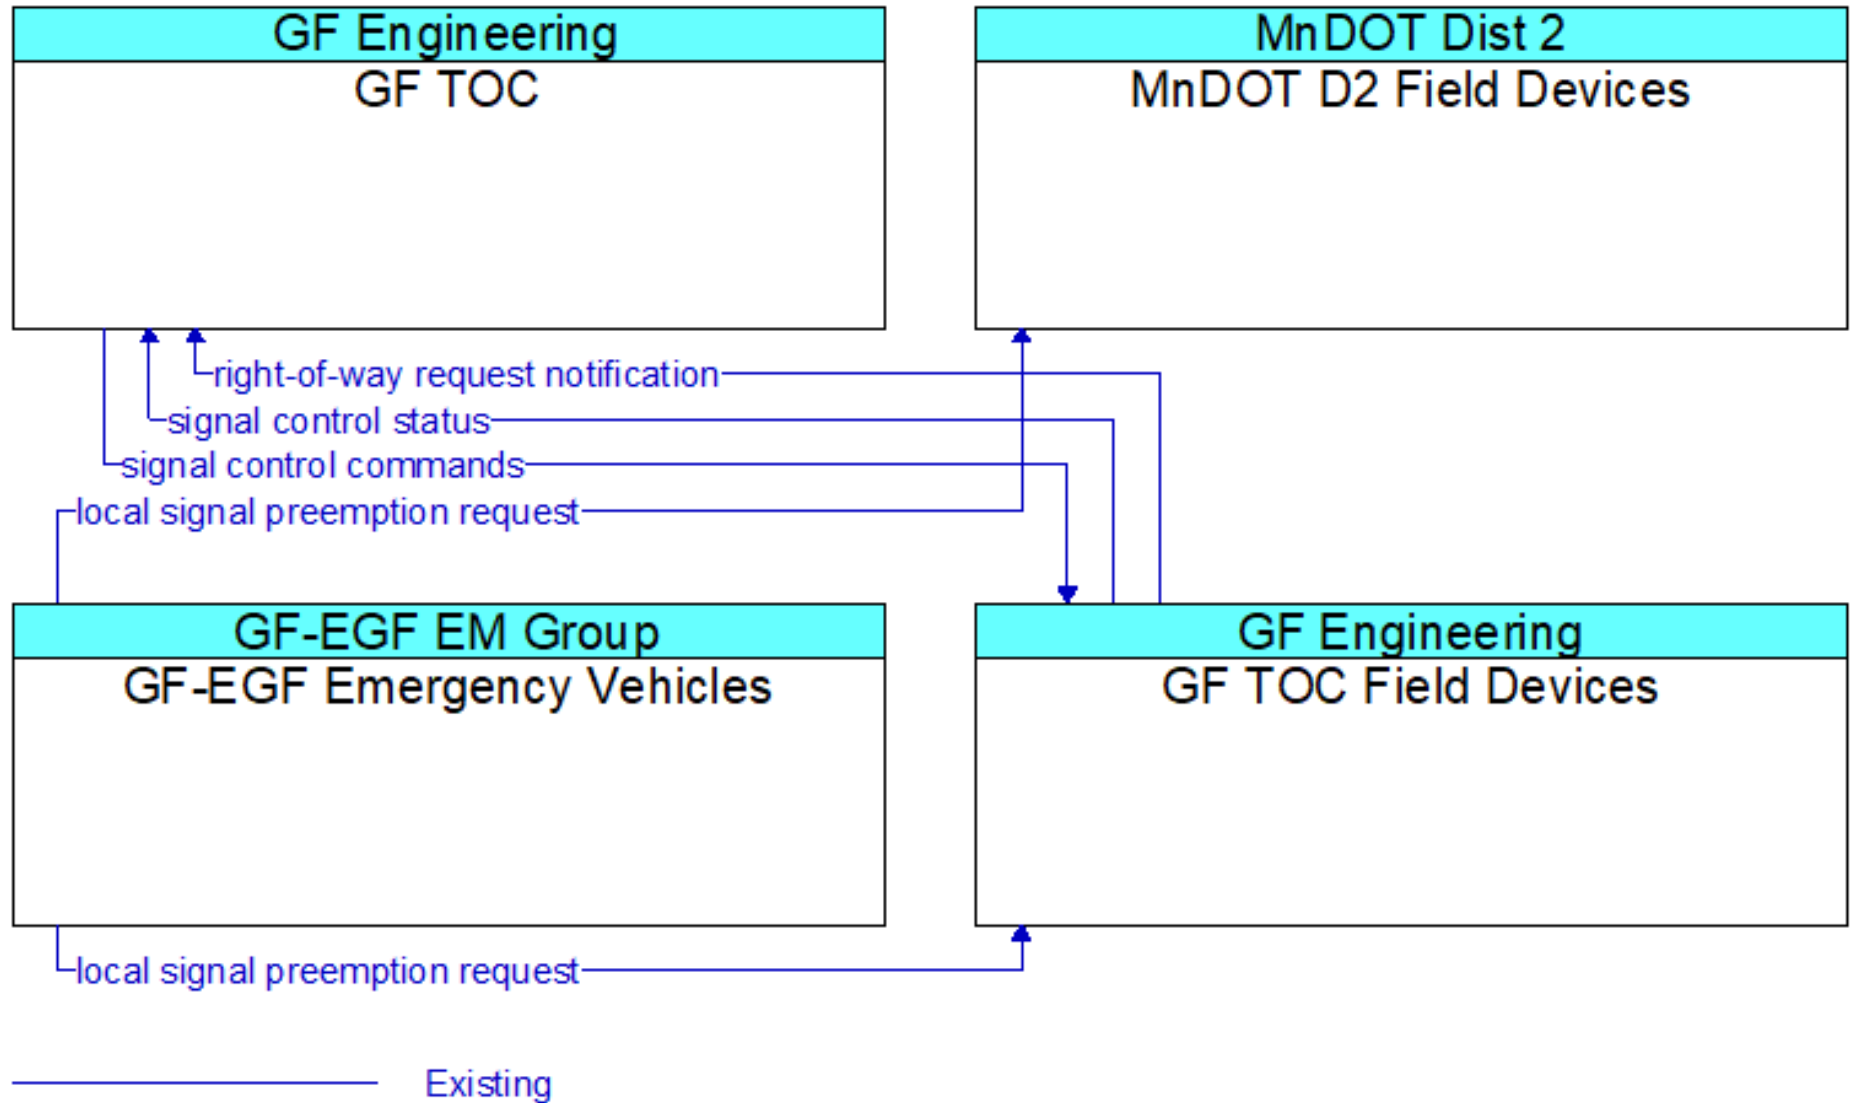 GF Engineering
GF TOC
MnDOT Dist 2
MnDOT D2 Field Devices
right-of-way request notification
signal control status
signal control commands
local signal preemption request
GF-EGF EM Group
GF-EGF Emergency Vehicles
GF Engineering
GF TOC Field Devices
local signal preemption request
Existing